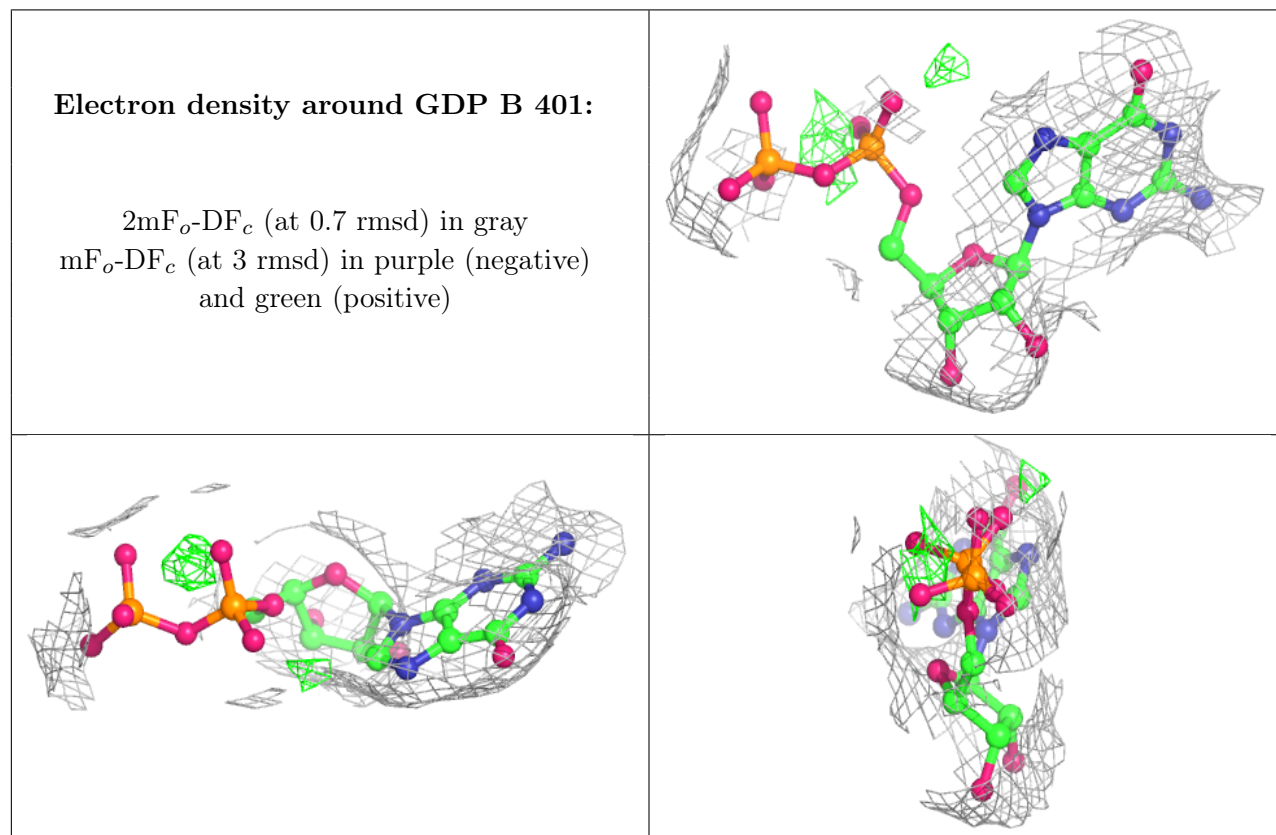 Electron density around GDP B 401:
2mFₒ-DF𝒸 (at 0.7 rmsd) in gray
mFₒ-DF𝒸 (at 3 rmsd) in purple (negative)
and green (positive)